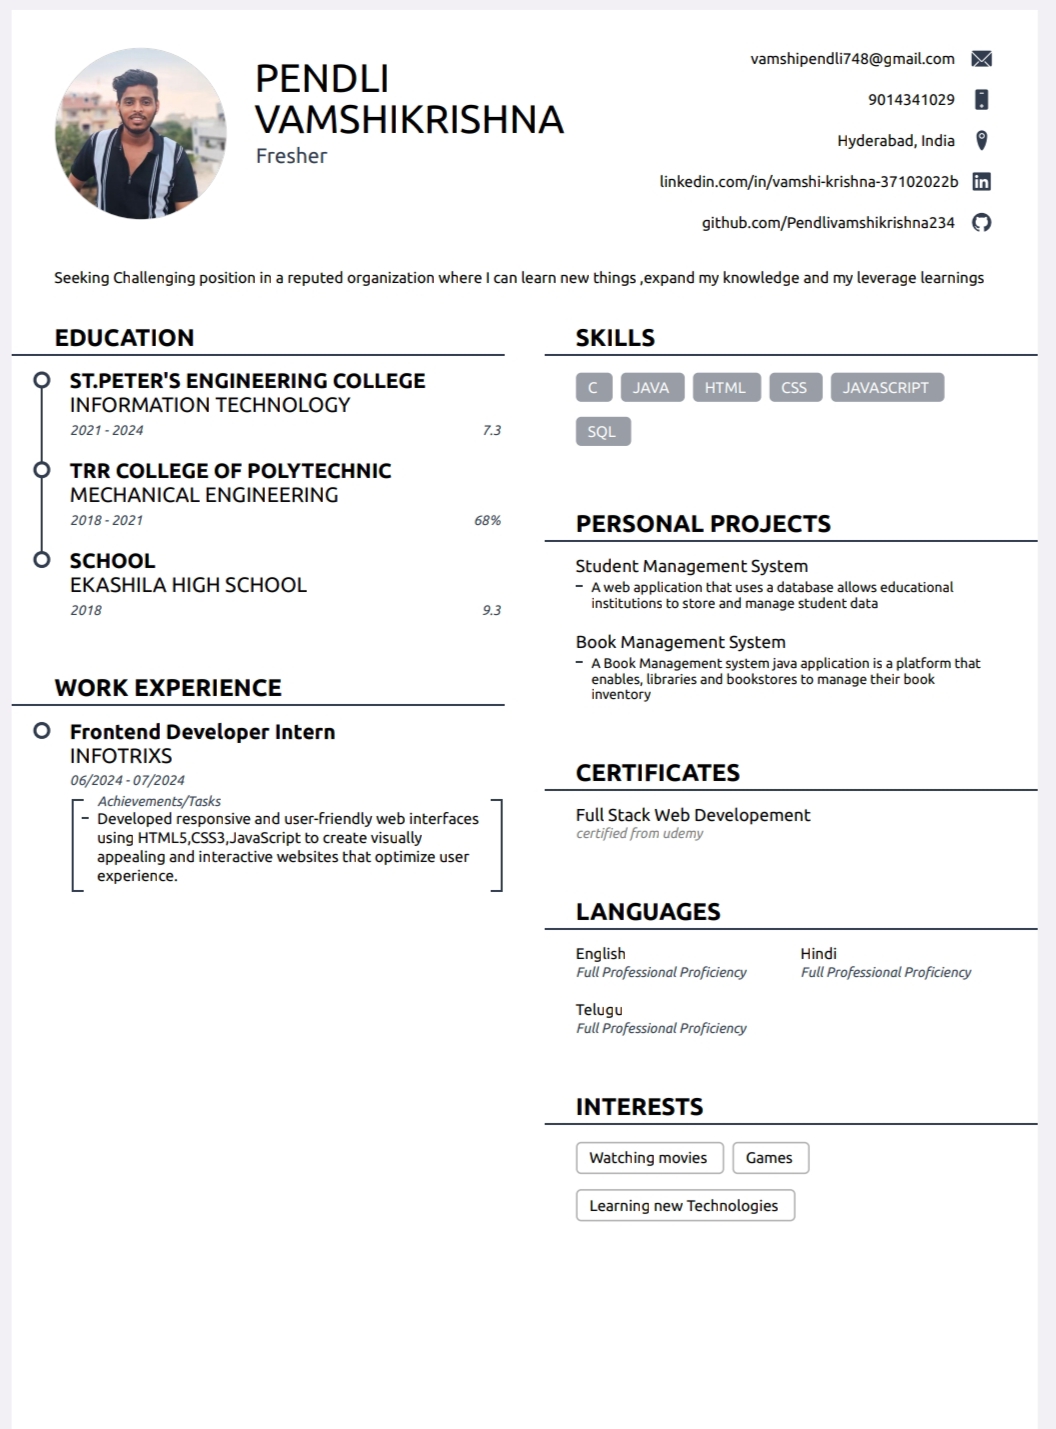 PENDLI
VAMSHIKRISHNA
Fresher
vamshipendli748@gmail.com
9014341029
Hyderabad, India
linkedin.com/in/vamshi-krishna-37102022b
github.com/Pendlivamshikrishna234
Seeking Challenging position in a reputed organization where I can learn new things ,expand my knowledge and my leverage learnings
EDUCATION
ST.PETER'S ENGINEERING COLLEGE
INFORMATION TECHNOLOGY
2021 - 2024 7.3
TRR COLLEGE OF POLYTECHNIC
MECHANICAL ENGINEERING
2018 - 2021 68%
SCHOOL
EKASHILA HIGH SCHOOL
2018 9.3
WORK EXPERIENCE
Frontend Developer Intern
INFOTRIXS
06/2024 - 07/2024
Achievements/Tasks
– Developed responsive and user-friendly web interfaces
using HTML5,CSS3,JavaScript to create visually
appealing and interactive websites that optimize user
experience.
SKILLS
C JAVA HTML CSS JAVASCRIPT
SQL
PERSONAL PROJECTS
Student Management System
– A web application that uses a database allows educational
institutions to store and manage student data
Book Management System
– A Book Management system java application is a platform that
enables, libraries and bookstores to manage their book
inventory
CERTIFICATES
Full Stack Web Developement
certified from udemy
LANGUAGES
English Hindi
Full Professional Proficiency Full Professional Proficiency
Telugu
Full Professional Proficiency
INTERESTS
Watching movies Games
Learning new Technologies